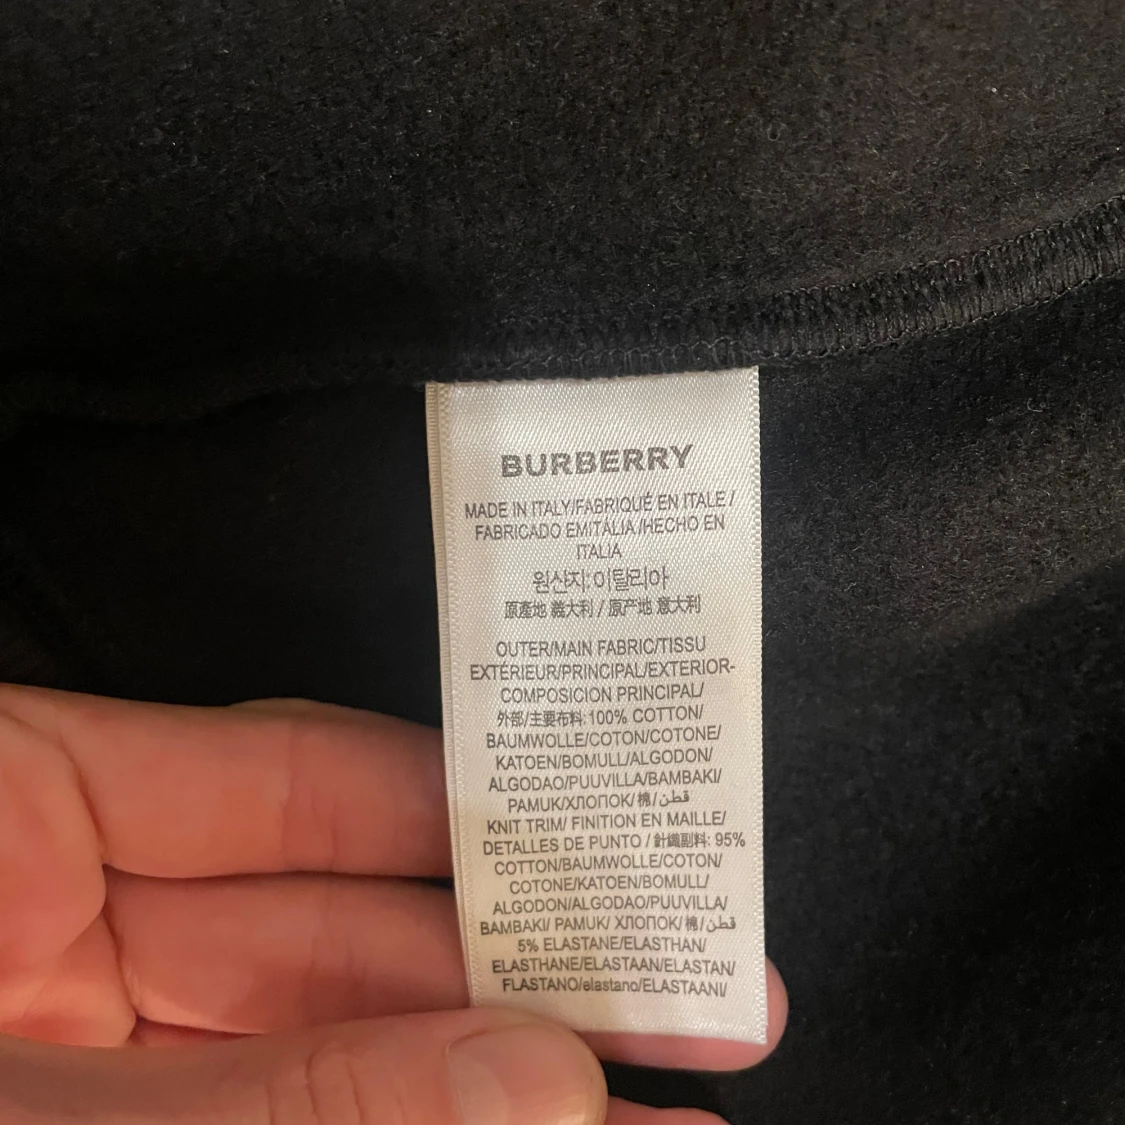 BURBERRY
MADE IN ITALY/FABRIQUÉ EN ITALE /
FABRICADO EMITÁLIA /HECHO EN
ITALIA
원산지:이탈리아
原產地 義大利 / 原产地 意大利
OUTER/MAIN FABRIC/TISSU
EXTÉRIEUR/PRINCIPAL/EXTERIOR-
COMPOSICION PRINCIPAL/
外部/主要布料:100% COTTON/
BAUMWOLLE/COTON/COTONE/
KATOEN/BOMULL/ALGODON/
ALGODAO/PUUVILLA/BAMBAKI/
PAMUK/ХЛОПОК/棉/قطن
KNIT TRIM/ FINITION EN MAILLE/
DETALLES DE PUNTO / 針織副料: 95%
COTTON/BAUMWOLLE/COTON/
COTONE/KATOEN/BOMULL/
ALGODON/ALGODAO/PUUVILLA/
BAMBAKI/ PAMUK/ ХЛОПОК/棉/قطن
5% ELASTANE/ELASTHAN/
ELASTHANE/ELASTAAN/ELASTAN/
FLASTANO/elastano/ELASTAANI/